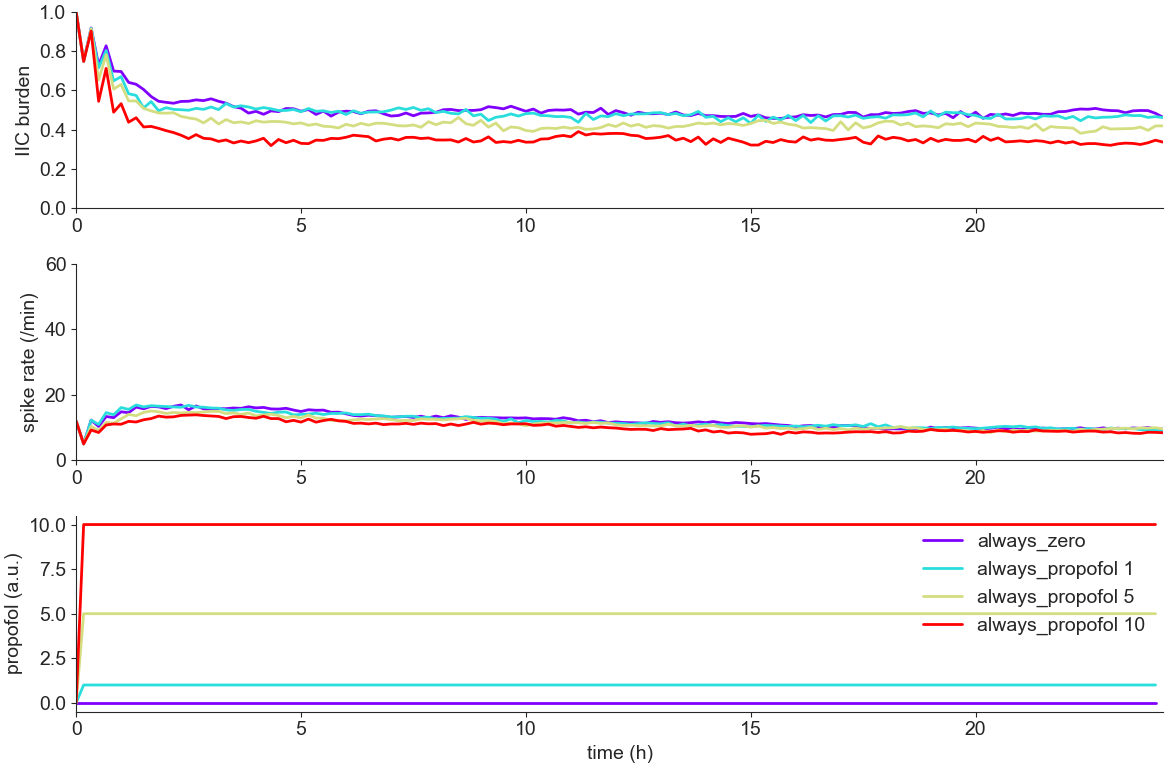 1.0
0.8
0.6
0.4
0.2
0.0
IIC burden
0 5 10 15 20
60
40
20
0
spike rate (/min)
0 5 10 15 20
10.0
7.5
5.0
2.5
0.0
propofol (a.u.)
always_zero
always_propofol 1
always_propofol 5
always_propofol 10
0 5 10 15 20
time (h)